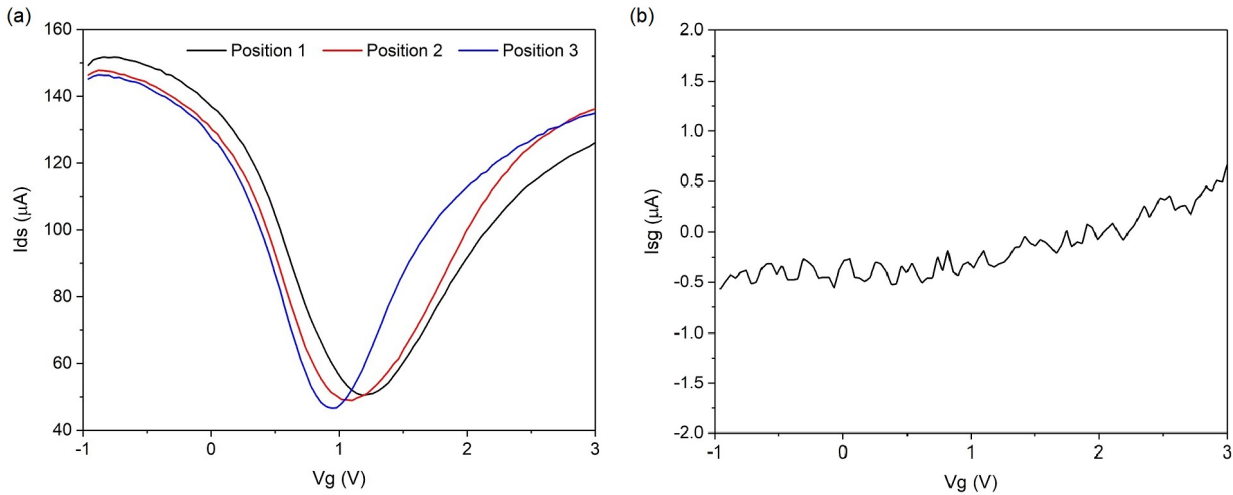 (a)
160
140
120
100
80
60
40
Ids (μA)
Position 1 Position 2 Position 3
-1 0 1 2 3
Vg (V)
(b)
2.0
1.5
1.0
0.5
0.0
-0.5
-1.0
-1.5
-2.0
Isg (μA)
-1 0 1 2 3
Vg (V)